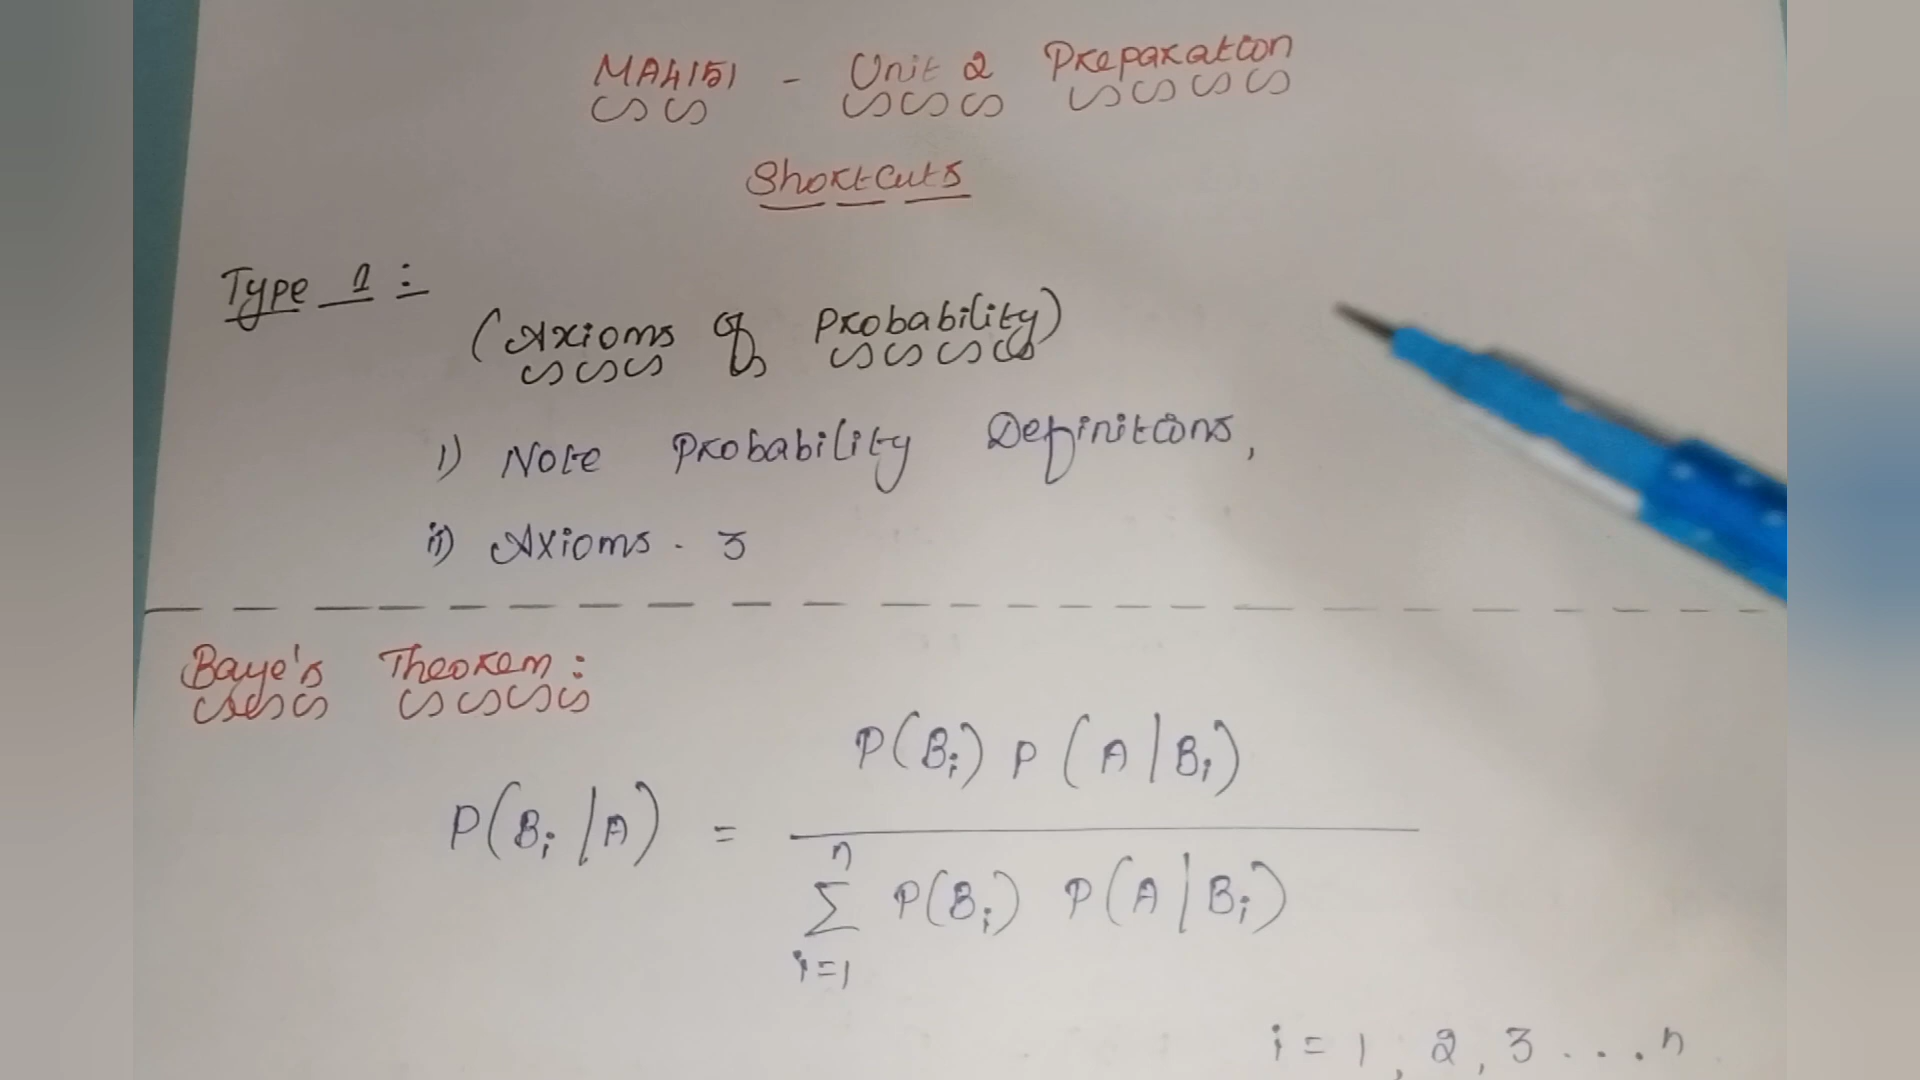 MA4151 - Unit 2 Preparation
Shortcuts
Type 1 :
(Axioms of Probability)
i) Note Probability Definitions,
ii) Axioms - 3
Baye's Theorem :
P(Bi) P(A|Bi)
P(Bi/A) = 
n
Σ P(Bi) P(A|Bi)
i=1
i = 1, 2, 3 ....n